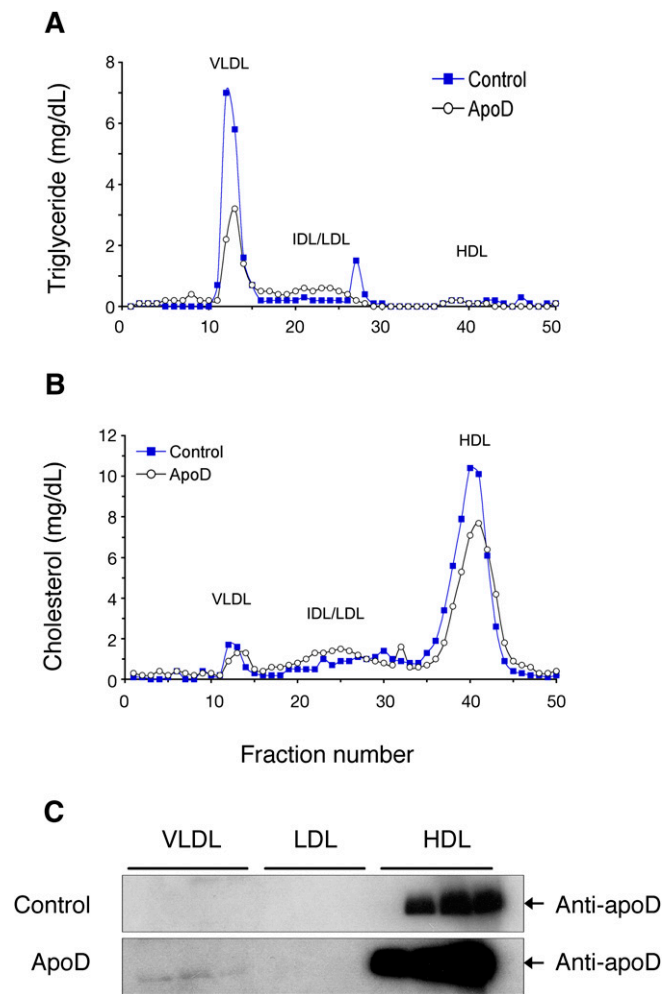 A
Triglyceride (mg/dL)
8
6
4
2
0
0 10 20 30 40 50
VLDL
IDL/LDL
HDL
Control
ApoD
B
Cholesterol (mg/dL)
12
10
8
6
4
2
0
0 10 20 30 40 50
Control
ApoD
VLDL
IDL/LDL
HDL
Fraction number
C
VLDL LDL HDL
Control Anti-apoD
ApoD Anti-apoD